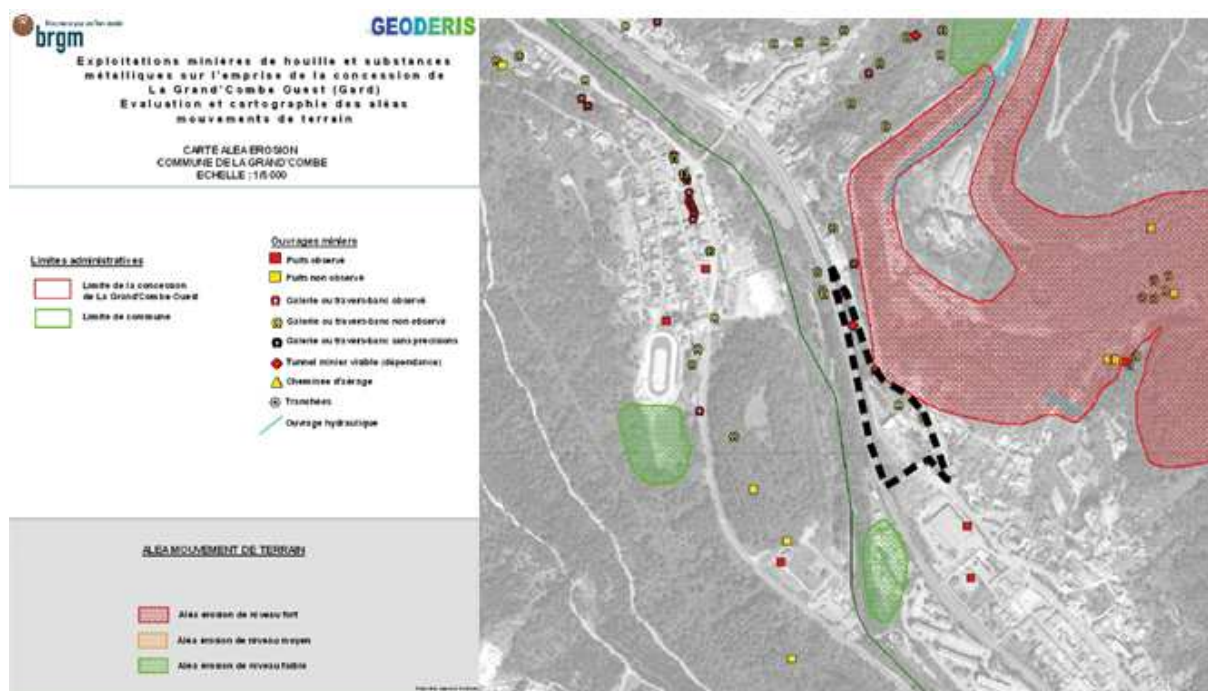 brgm
GEODERIS
Exploitations minières de houille et substances
métalliques sur l'emprise de la concession de
La Grand'Combe Ouest (Gard)
Evaluation et cartographie des aléas
mouvements de terrain
CARTE ALEA EROSION
COMMUNE DE LA GRAND'COMBE
ECHELLE : 1/5 000
Limites administratives
Limite de la concession
de La Grand'Combe Ouest
Limite de commune
Ouvrages miniers
Puits observé
Puits non observé
Galerie ou travers-banc observé
Galerie ou travers-banc non observé
Galerie ou travers-banc sans précisions
Tunnel minier visible (dépendance)
Cheminée d'aérage
Tranchées
Ouvrage hydraulique
ALEA MOUVEMENT DE TERRAIN
Aléa erosion de niveau fort
Aléa erosion de niveau moyen
Aléa erosion de niveau faible